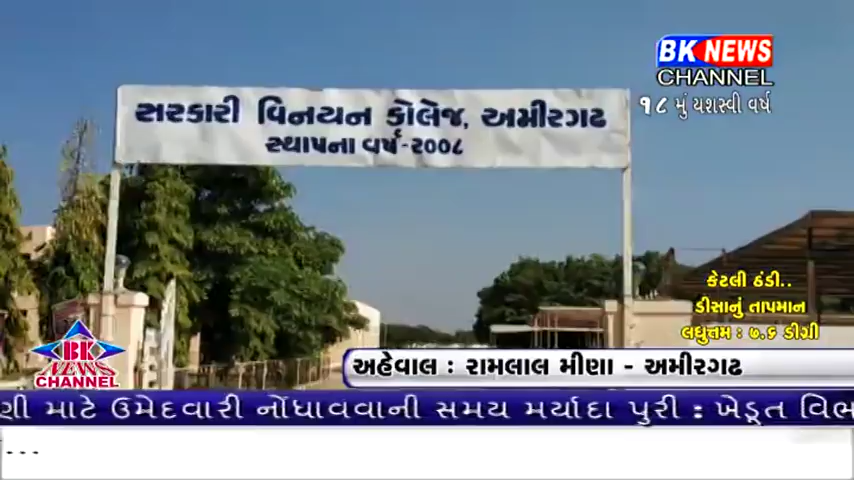 BK NEWS
CHANNEL
૧૮ મું યશસ્વી વર્ષ
સરકારી વિનયન કોલેજ, અમીરગઢ
સ્થાપના વર્ષ-૨૦૦૮
કેટલી ઠંડી..
ડીસાનું તાપમાન
લઘુત્તમ : ૭.૬ ડીગ્રી
BK
NEWS
CHANNEL
અહેવાલ : રામલાલ મીણા - અમીરગઢ
ણી માટે ઉમેદવારી નોંધાવવાની સમય મર્યાદા પુરી : ખેડૂત વિભ
...